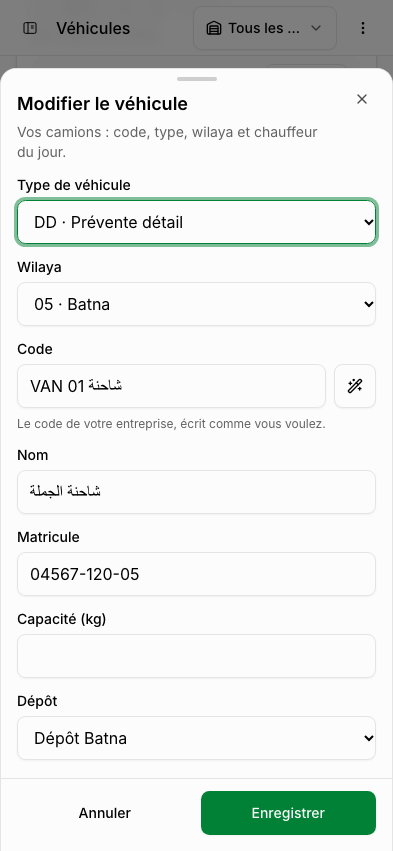 Véhicules
Tous les ...
Modifier le véhicule
Vos camions : code, type, wilaya et chauffeur
du jour.
Type de véhicule
DD · Prévente détail
Wilaya
05 · Batna
Code
VAN 01 شاحنة
Le code de votre entreprise, écrit comme vous voulez.
Nom
شاحنة الجملة
Matricule
04567-120-05
Capacité (kg)
Dépôt
Dépôt Batna
Annuler
Enregistrer